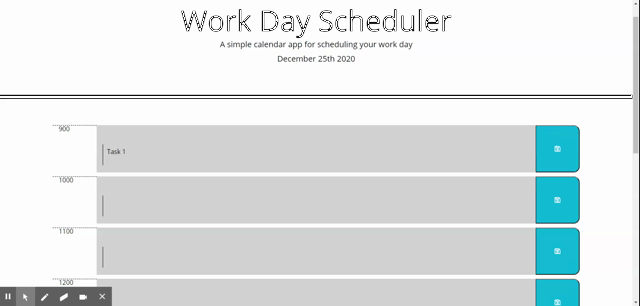 Work Day Scheduler
A simple calendar app for scheduling your work day
December 25th 2020
900
Task 1
1000
1100
1200